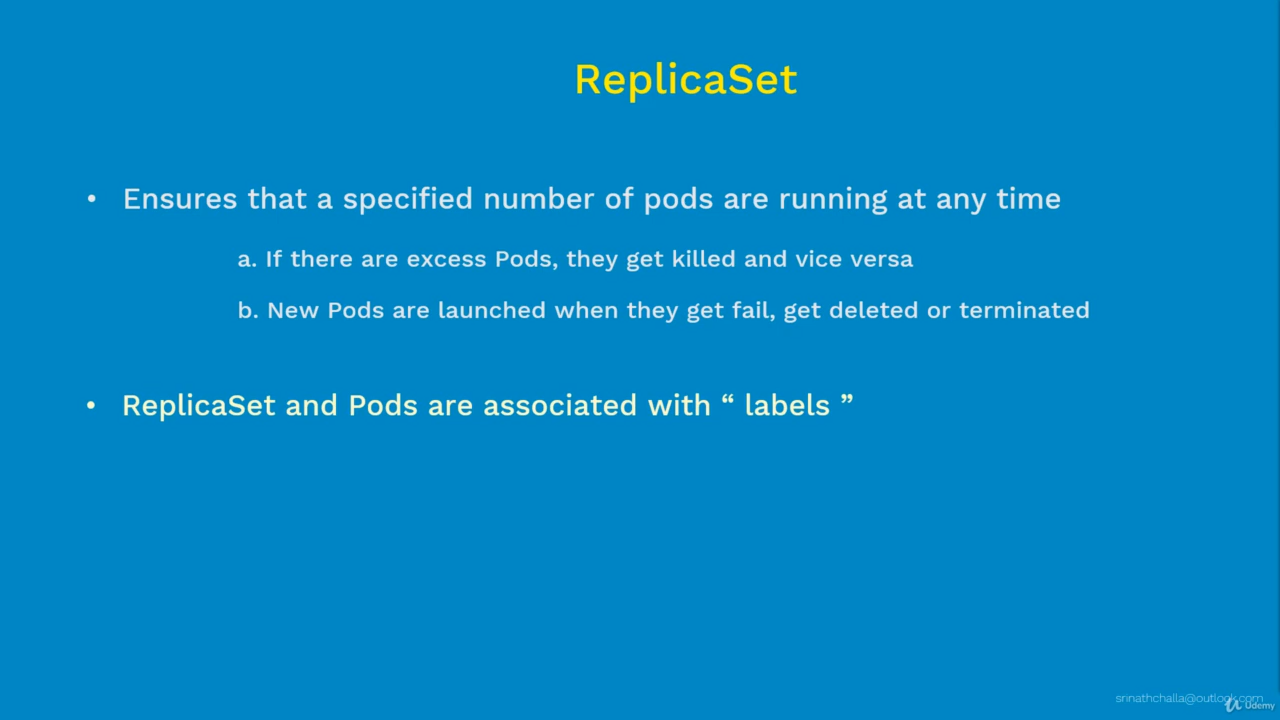 ReplicaSet
• Ensures that a specified number of pods are running at any time
a. If there are excess Pods, they get killed and vice versa
b. New Pods are launched when they get fail, get deleted or terminated
• ReplicaSet and Pods are associated with “ labels ”
srinathchalla@outlook.com
Udemy